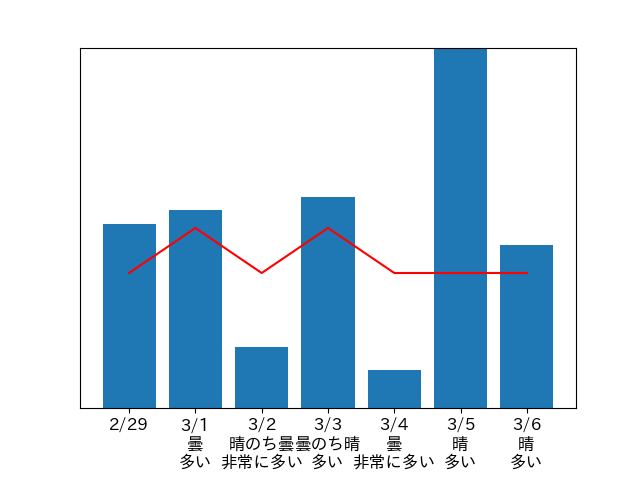 2/29 3/1 3/2 3/3 3/4 3/5 3/6
曇 晴のち曇 曇のち晴 曇 晴 晴
多い 非常に多い 多い 非常に多い 多い 多い